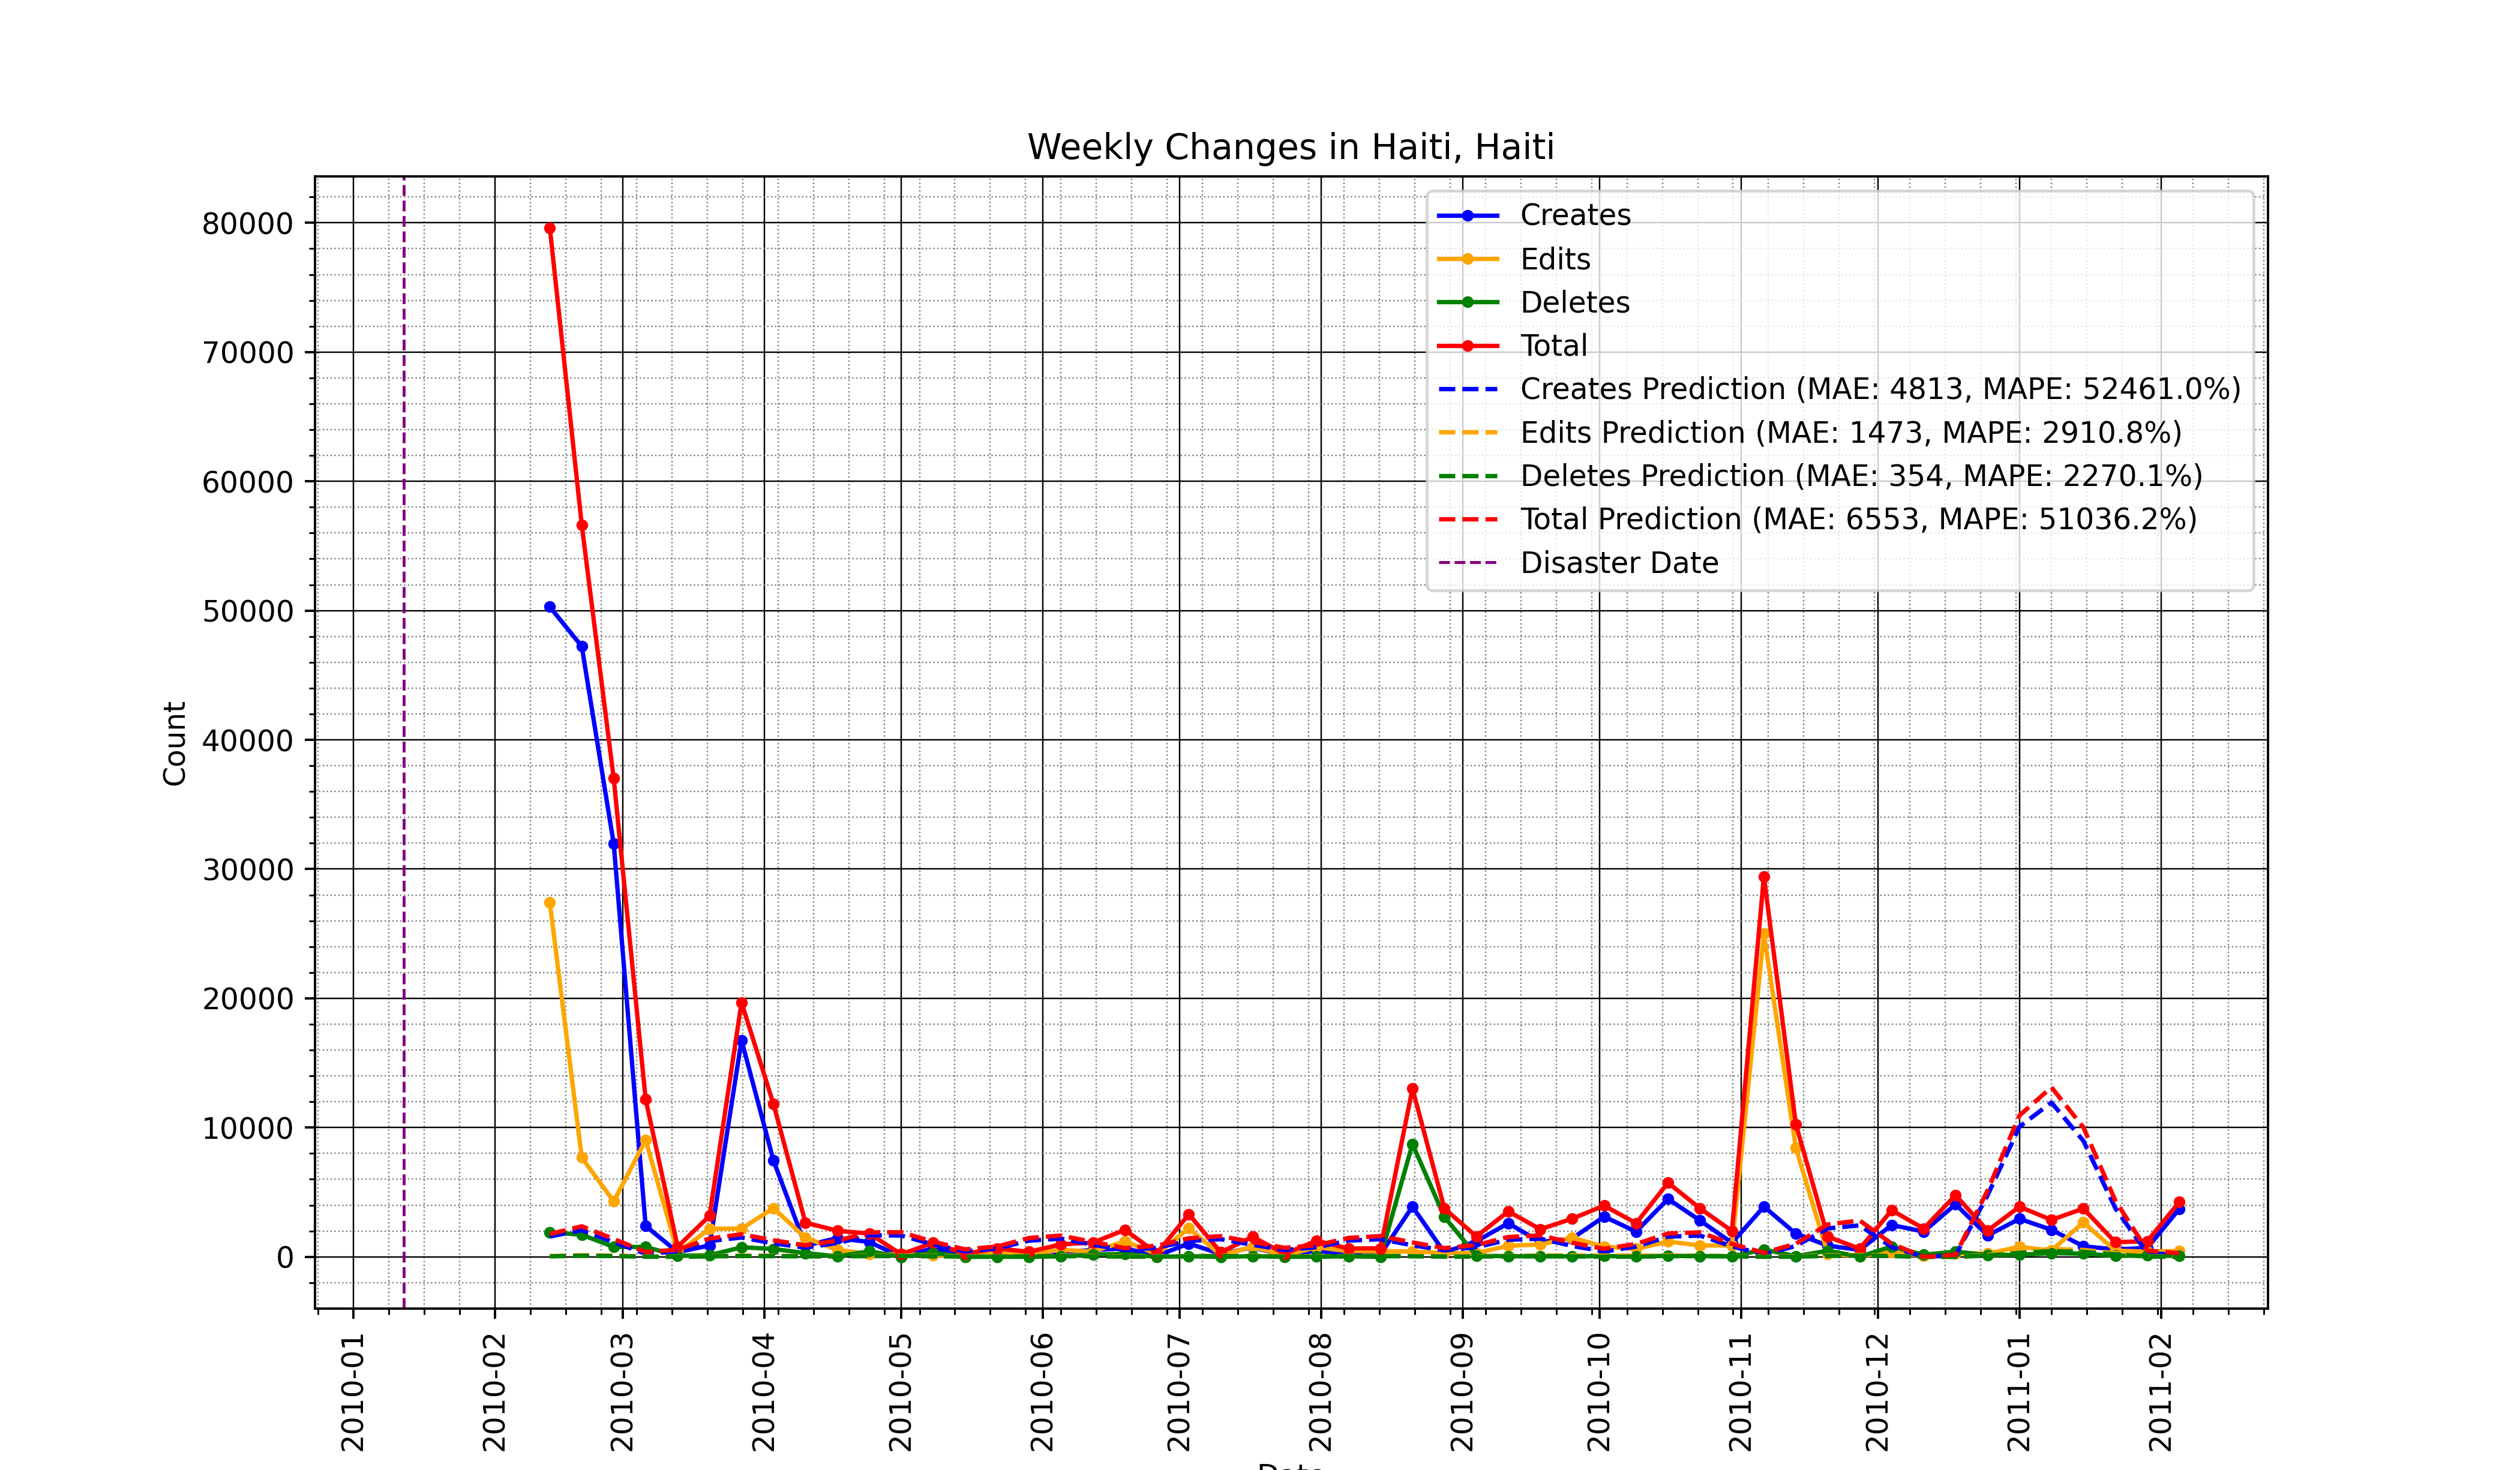 Weekly Changes in Haiti, Haiti
Creates
Edits
Deletes
Total
Creates Prediction (MAE: 4813, MAPE: 52461.0%)
Edits Prediction (MAE: 1473, MAPE: 2910.8%)
Deletes Prediction (MAE: 354, MAPE: 2270.1%)
Total Prediction (MAE: 6553, MAPE: 51036.2%)
Disaster Date
Count
80000
70000
60000
50000
40000
30000
20000
10000
0
2010-01
2010-02
2010-03
2010-04
2010-05
2010-06
2010-07
2010-08
2010-09
2010-10
2010-11
2010-12
2011-01
2011-02
Date